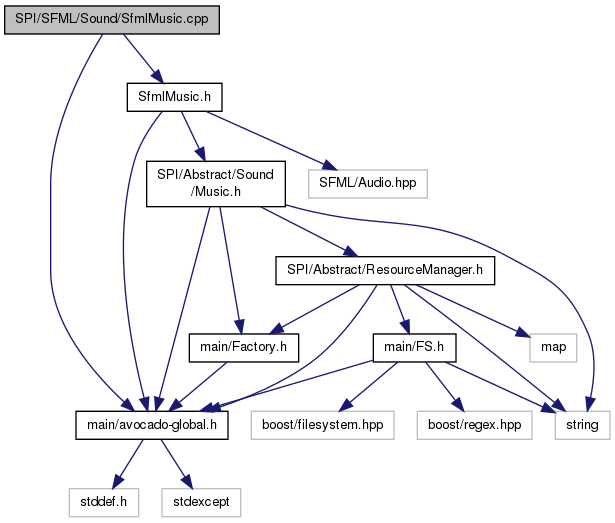 SPI/SFML/Sound/SfmlMusic.cpp
SfmlMusic.h
SPI/Abstract/Sound
/Music.h
SFML/Audio.hpp
SPI/Abstract/ResourceManager.h
main/Factory.h
main/FS.h
map
main/avocado-global.h
boost/filesystem.hpp
boost/regex.hpp
string
stddef.h
stdexcept